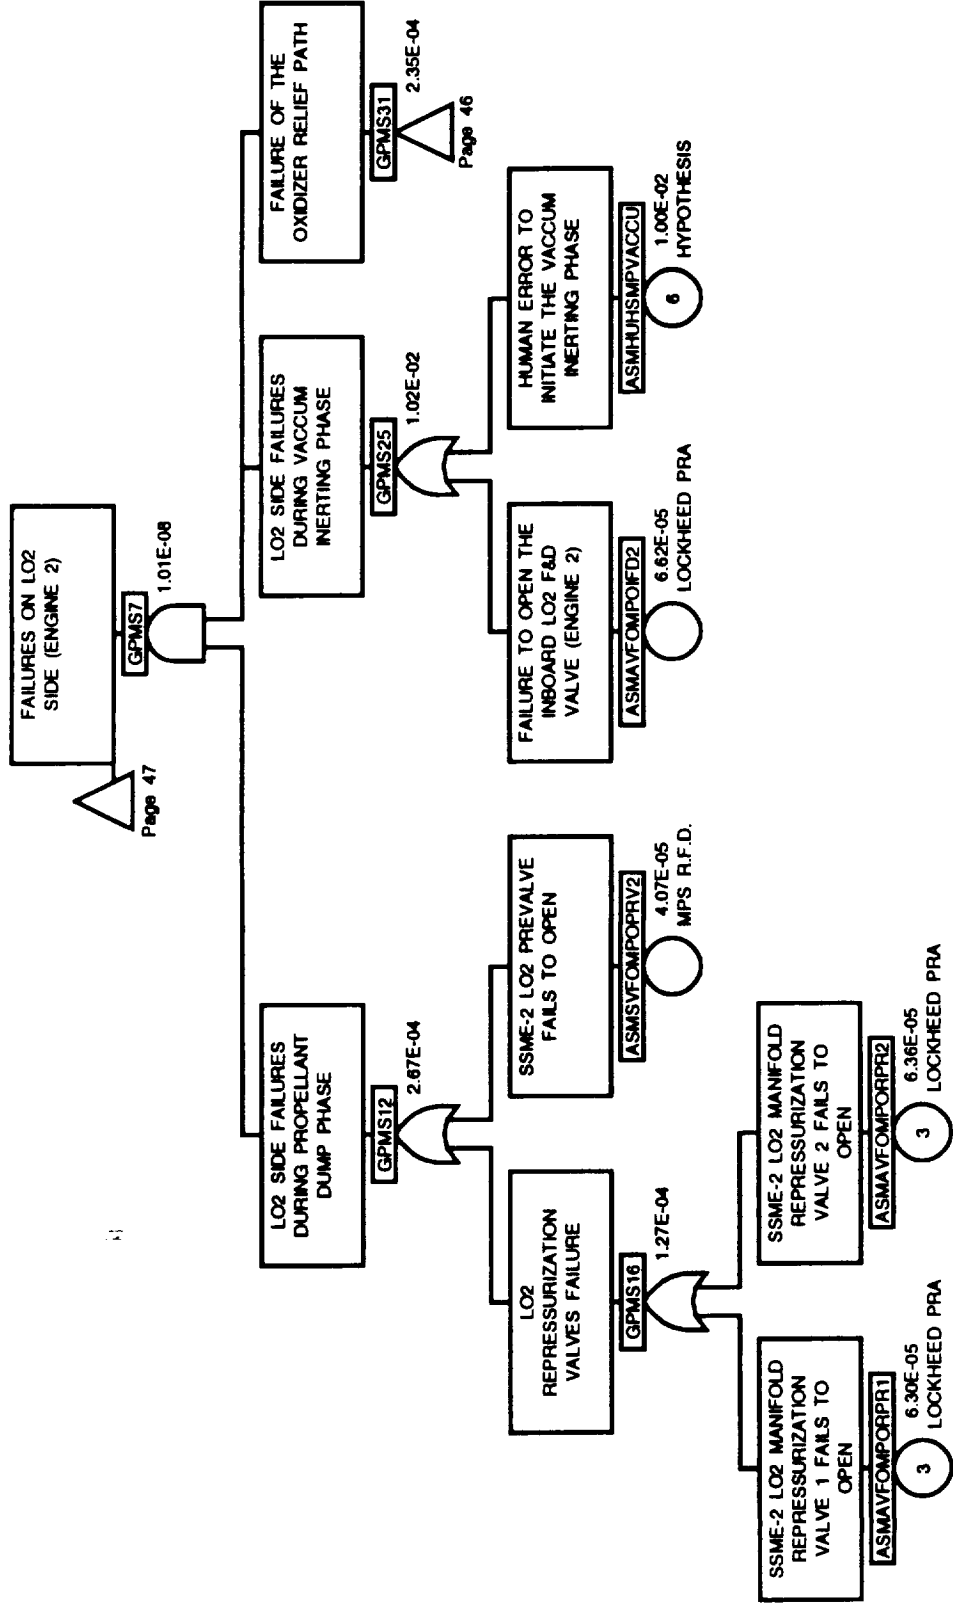 FAILURES ON LO2
SIDE (ENGINE 2)
GPMS7
1.01E-08
Page 47
LO2 SIDE FAILURES
DURING PROPELLANT
DUMP PHASE
GPMS12
2.67E-04
LO2 SIDE FAILURES
DURING VACCUM
INERTING PHASE
GPMS25
1.02E-02
FAILURE OF THE
OXIDIZER RELIEF PATH
GPMS31
2.35E-04
Page 46
LO2
REPRESSURIZATION
VALVES FAILURE
GPMS16
1.27E-04
SSME-2 LO2 PREVALVE
FAILS TO OPEN
ASMSVFOMPOPRV2
4.07E-05
MPS R.F.D.
FAILURE TO OPEN THE
INBOARD LO2 F&D
VALVE (ENGINE 2)
ASMAVFOMPOIFD2
6.62E-05
LOCKHEED PRA
HUMAN ERROR TO
INITIATE THE VACCUM
INERTING PHASE
ASMHUHSMPVACCU
6
1.00E-02
HYPOTHESIS
SSME-2 LO2 MANIFOLD
REPRESSURIZATION
VALVE 1 FAILS TO
OPEN
ASMAVFOMPORPR1
3
6.30E-05
LOCKHEED PRA
SSME-2 LO2 MANIFOLD
REPRESSURIZATION
VALVE 2 FAILS TO
OPEN
ASMAVFOMPORPR2
3
6.36E-05
LOCKHEED PRA